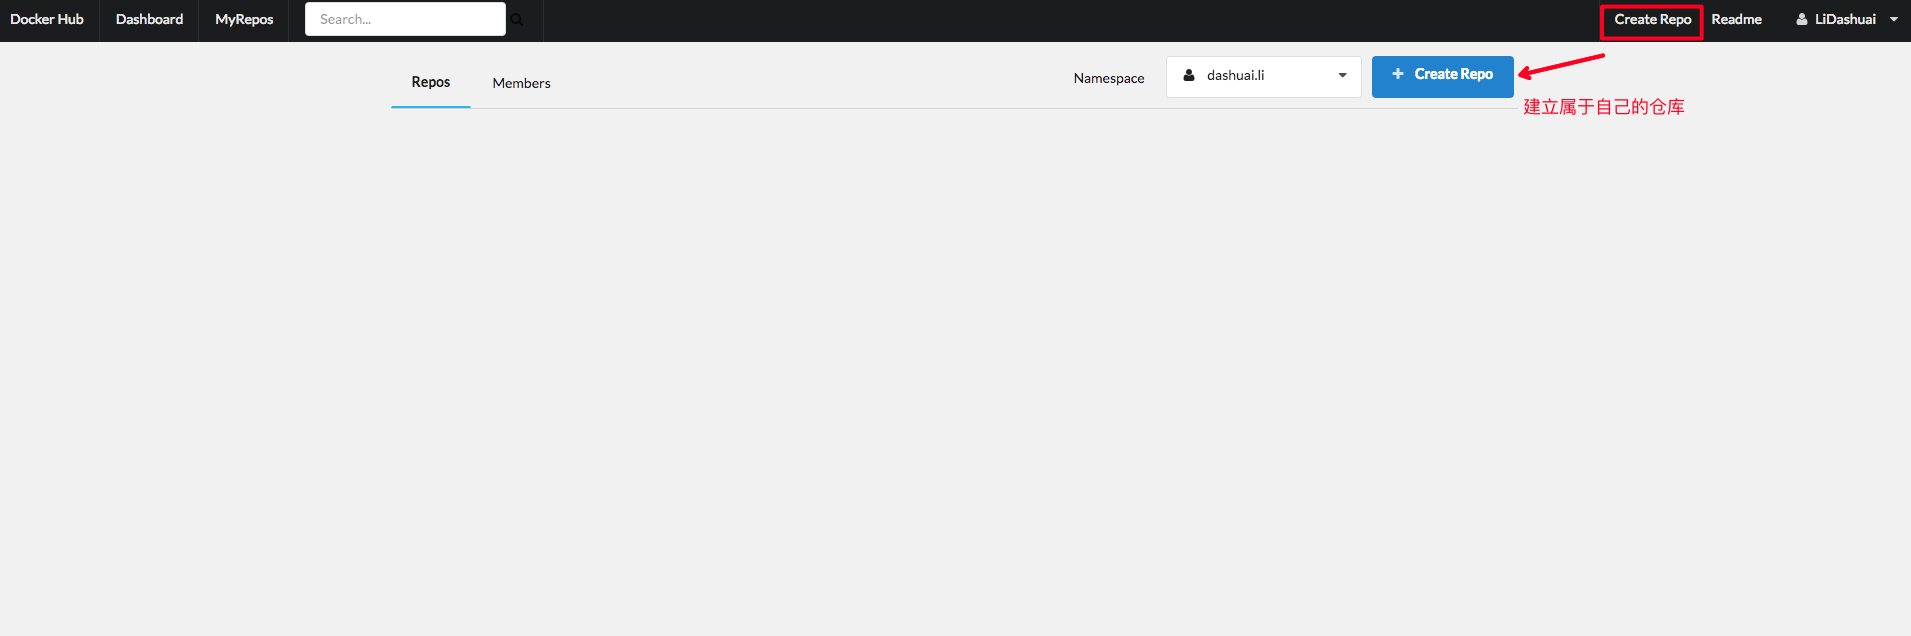 Docker Hub Dashboard MyRepos Search... Create Repo Readme LiDashuai
Repos Members Namespace dashuai.li Create Repo
建立属于自己的仓库